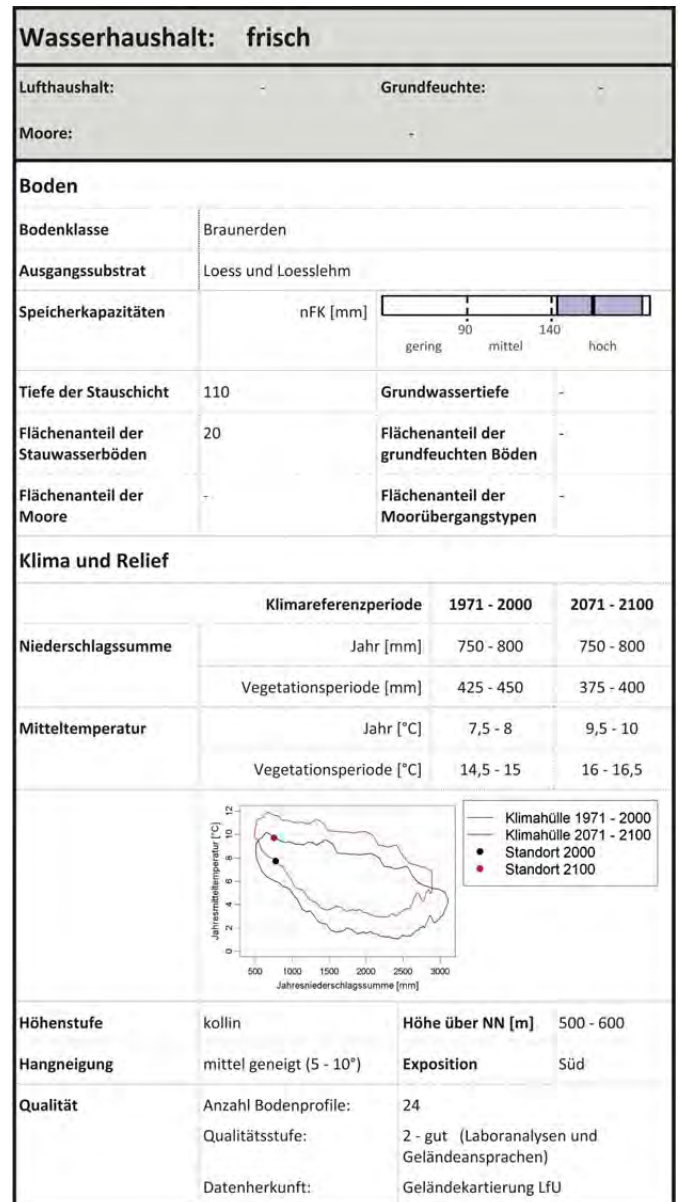 Wasserhaushalt: frisch
Lufthaushalt: - Grundfeuchte: -
Moore: -
Boden
Bodenklasse Braunerden
Ausgangssubstrat Loess und Loesslehm
Speicherkapazitäten nFK [mm]
90 140
gering mittel hoch
Tiefe der Stauschicht 110 Grundwassertiefe -
Flächenanteil der 20 Flächenanteil der -
Stauwasserböden grundfeuchten Böden
Flächenanteil der - Flächenanteil der -
Moore Moorübergangstypen
Klima und Relief
Klimareferenzperiode 1971 - 2000 2071 - 2100
Niederschlagssumme Jahr [mm] 750 - 800 750 - 800
Vegetationsperiode [mm] 425 - 450 375 - 400
Mitteltemperatur Jahr [°C] 7,5 - 8 9,5 - 10
Vegetationsperiode [°C] 14,5 - 15 16 - 16,5
Jahresmitteltemperatur [°C]
12
10
8
6
4
2
0
500 1000 1500 2000 2500 3000
Jahresniederschlagssumme [mm]
Klimahülle 1971 - 2000
Klimahülle 2071 - 2100
Standort 2000
Standort 2100
Höhenstufe kollin Höhe über NN [m] 500 - 600
Hangneigung mittel geneigt (5 - 10°) Exposition Süd
Qualität Anzahl Bodenprofile: 24
Qualitätsstufe: 2 - gut (Laboranalysen und
Geländeansprachen)
Datenherkunft: Geländekartierung LfU